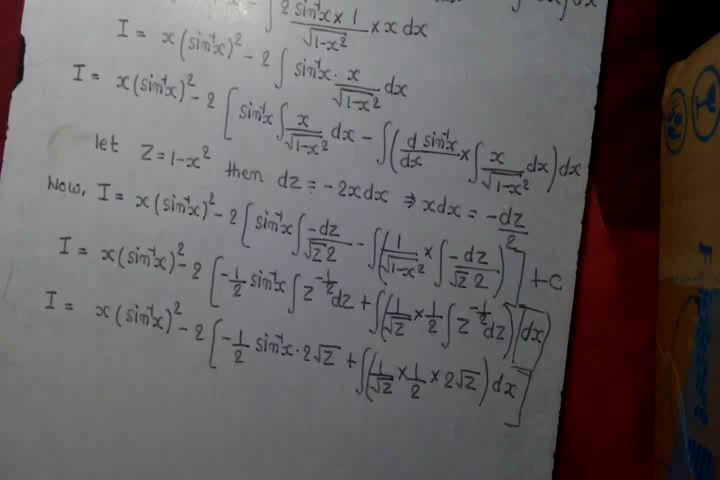 - ∫ 2 sin⁻¹x × 1/√(1-x²) × x dx
I = x(sin⁻¹x)² - 2 ∫ sin⁻¹x · x/√(1-x²) dx
I = x(sin⁻¹x)² - 2 [ sin⁻¹x ∫ x/√(1-x²) dx - ∫( d sin⁻¹x/dx × ∫ x/√(1-x²) dx ) dx
let Z = 1-x² then dz = -2xdx ⇒ xdx = -dz/2
Now, I = x(sin⁻¹x)² - 2 [ sin⁻¹x ∫ -dz/√z 2 - ∫( 1/√(1-x²) × ∫ -dz/√z 2 ) ] + c
I = x(sin⁻¹x)² - 2 [ -1/2 sin⁻¹x ∫ z^(-1/2) dz + ∫( 1/√z × 1/2 ∫ z^(-1/2) dz ) dx ]
I = x(sin⁻¹x)² - 2 [ -1/2 sin⁻¹x · 2√z + ∫( 1/√z × 1/2 × 2√z ) dx ]